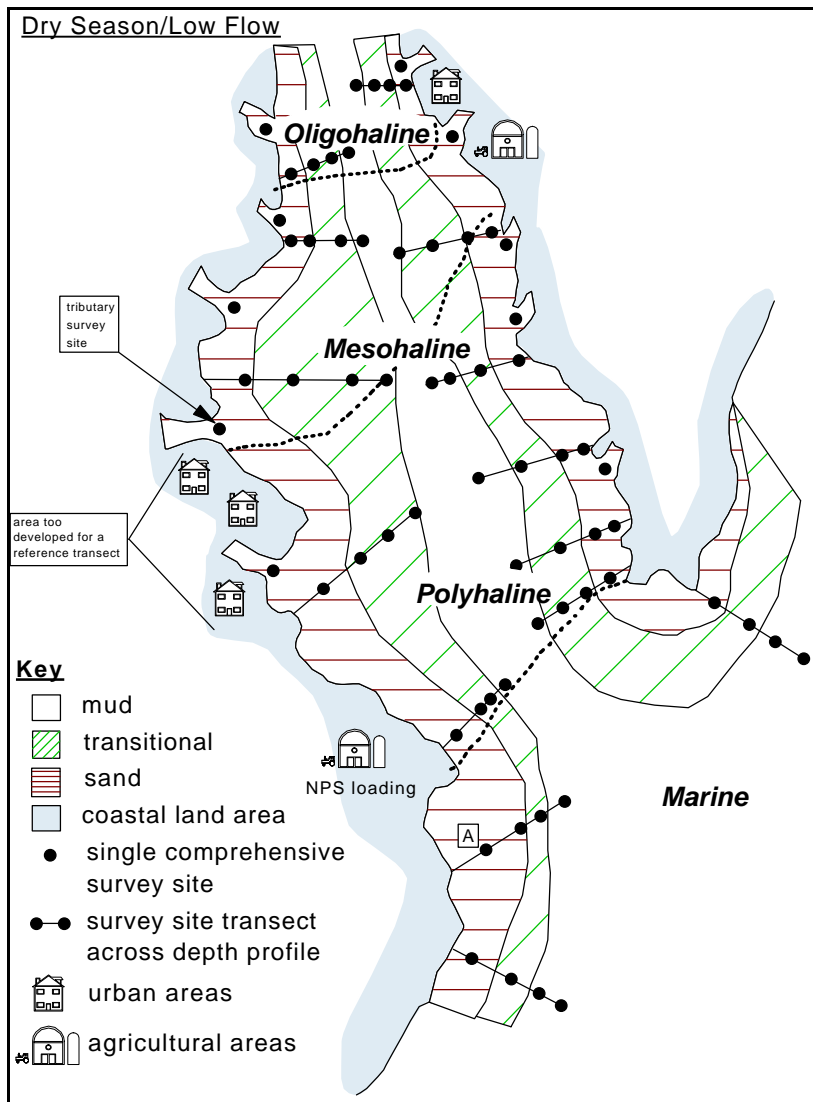 Dry Season/Low Flow
Oligohaline
tributary
survey
site
Mesohaline
area too
developed for a
reference transect
Polyhaline
Key
mud
transitional
sand
coastal land area
single comprehensive
survey site
survey site transect
across depth profile
urban areas
agricultural areas
NPS loading
Marine
A